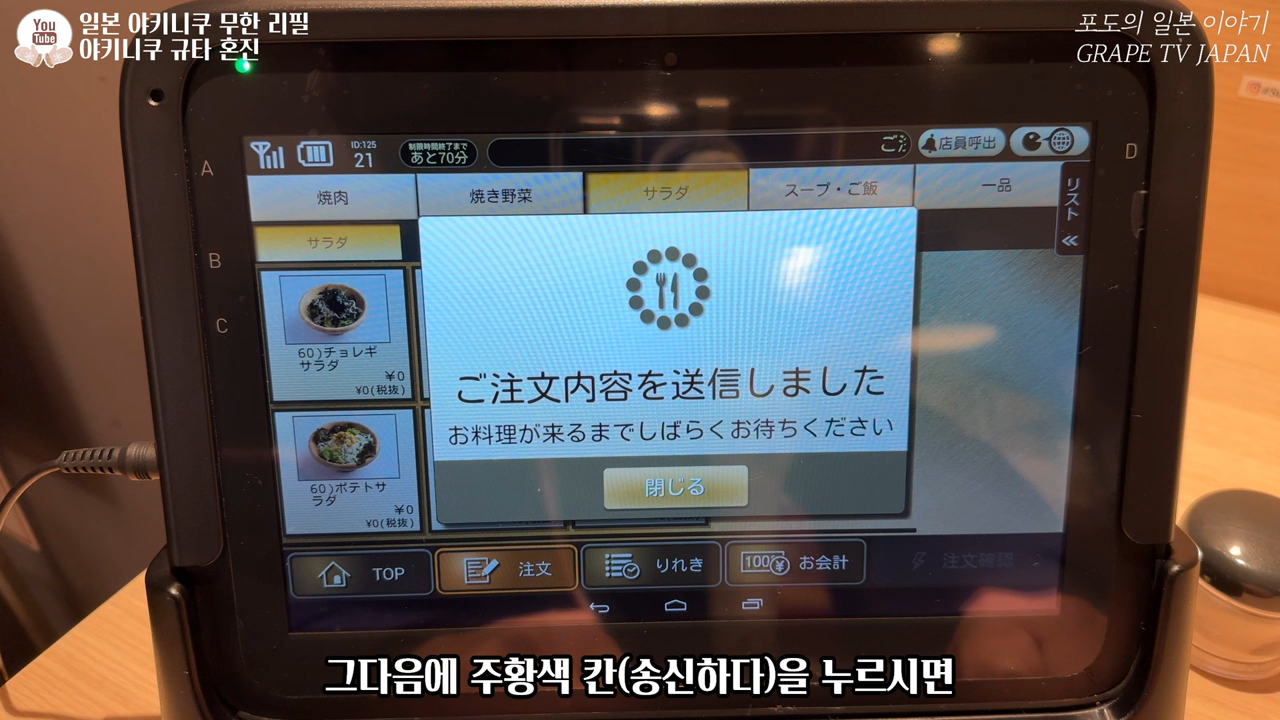 You
Tube
일본 야키니쿠 무한 리필
야키니쿠 규타 혼진
포도의 일본 이야기
GRAPE TV JAPAN
ID:125
21
制限時間終了まで
あと70分
店員呼出
A
B
C
D
焼肉
焼き野菜
サラダ
スープ・ご飯
一品
リスト
サラダ
60)チョレギ
サラダ
¥0
¥0(税抜)
60)ポテトサ
ラダ
¥0
¥0(税抜)
ご注文内容を送信しました
お料理が来るまでしばらくお待ちください
閉じる
TOP
注文
りれき
お会計
注文確認
그다음에 주황색 칸(송신하다)을 누르시면